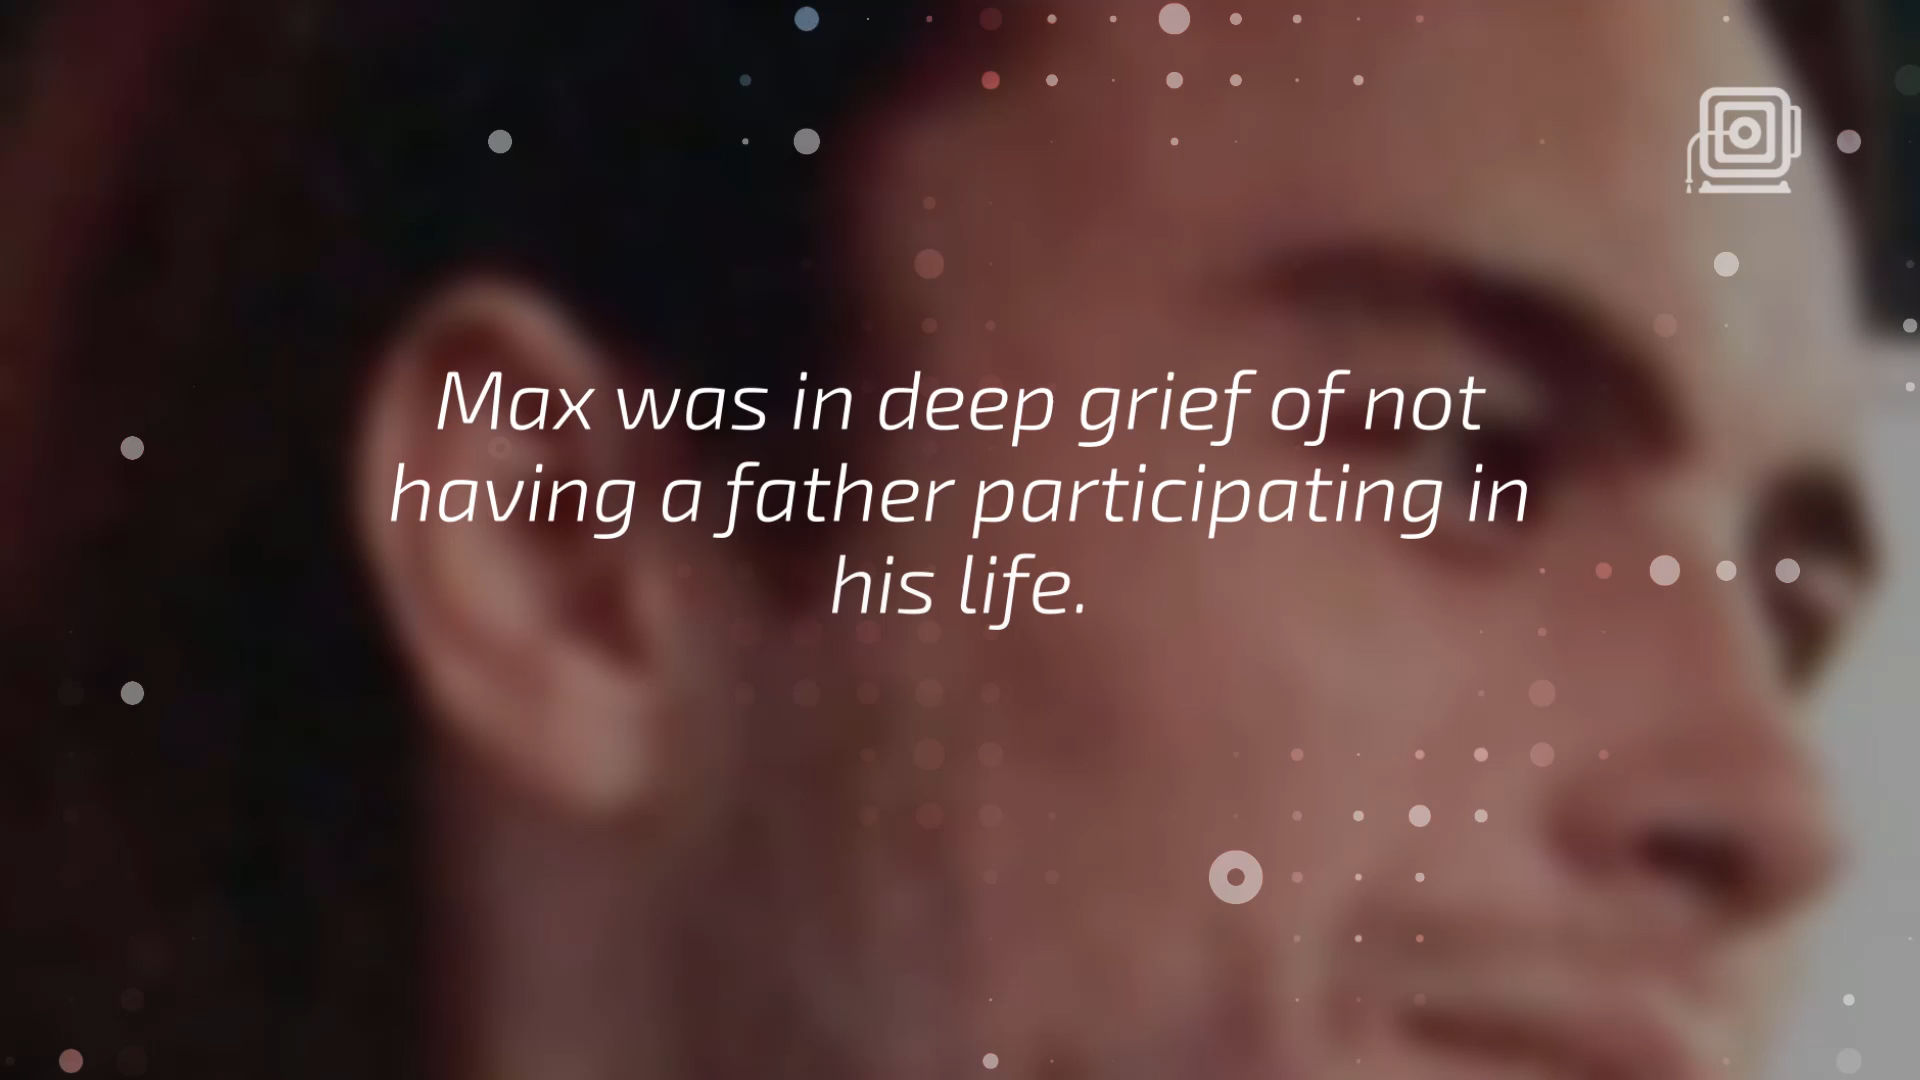 Max was in deep grief of not
having a father participating in
his life.